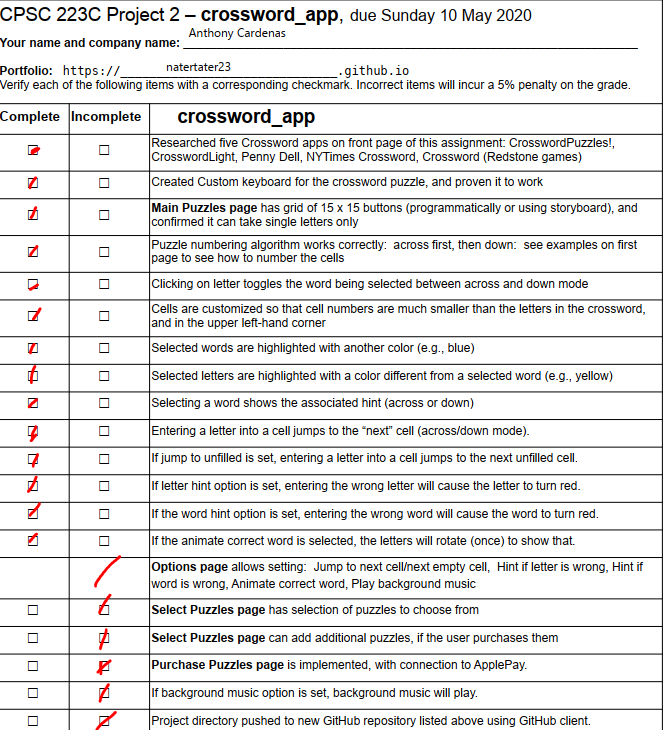 CPSC 223C Project 2 – crossword_app, due Sunday 10 May 2020
Your name and company name: Anthony Cardenas
Portfolio: https://natertater23.github.io
Verify each of the following items with a corresponding checkmark. Incorrect items will incur a 5% penalty on the grade.
Complete Incomplete crossword_app
Researched five Crossword apps on front page of this assignment: CrosswordPuzzles!,
CrosswordLight, Penny Dell, NYTimes Crossword, Crossword (Redstone games)
Created Custom keyboard for the crossword puzzle, and proven it to work
Main Puzzles page has grid of 15 x 15 buttons (programmatically or using storyboard), and
confirmed it can take single letters only
Puzzle numbering algorithm works correctly: across first, then down: see examples on first
page to see how to number the cells
Clicking on letter toggles the word being selected between across and down mode
Cells are customized so that cell numbers are much smaller than the letters in the crossword,
and in the upper left-hand corner
Selected words are highlighted with another color (e.g., blue)
Selected letters are highlighted with a color different from a selected word (e.g., yellow)
Selecting a word shows the associated hint (across or down)
Entering a letter into a cell jumps to the “next” cell (across/down mode).
If jump to unfilled is set, entering a letter into a cell jumps to the next unfilled cell.
If letter hint option is set, entering the wrong letter will cause the letter to turn red.
If the word hint option is set, entering the wrong word will cause the word to turn red.
If the animate correct word is selected, the letters will rotate (once) to show that.
Options page allows setting: Jump to next cell/next empty cell, Hint if letter is wrong, Hint if
word is wrong, Animate correct word, Play background music
Select Puzzles page has selection of puzzles to choose from
Select Puzzles page can add additional puzzles, if the user purchases them
Purchase Puzzles page is implemented, with connection to ApplePay.
If background music option is set, background music will play.
Project directory pushed to new GitHub repository listed above using GitHub client.